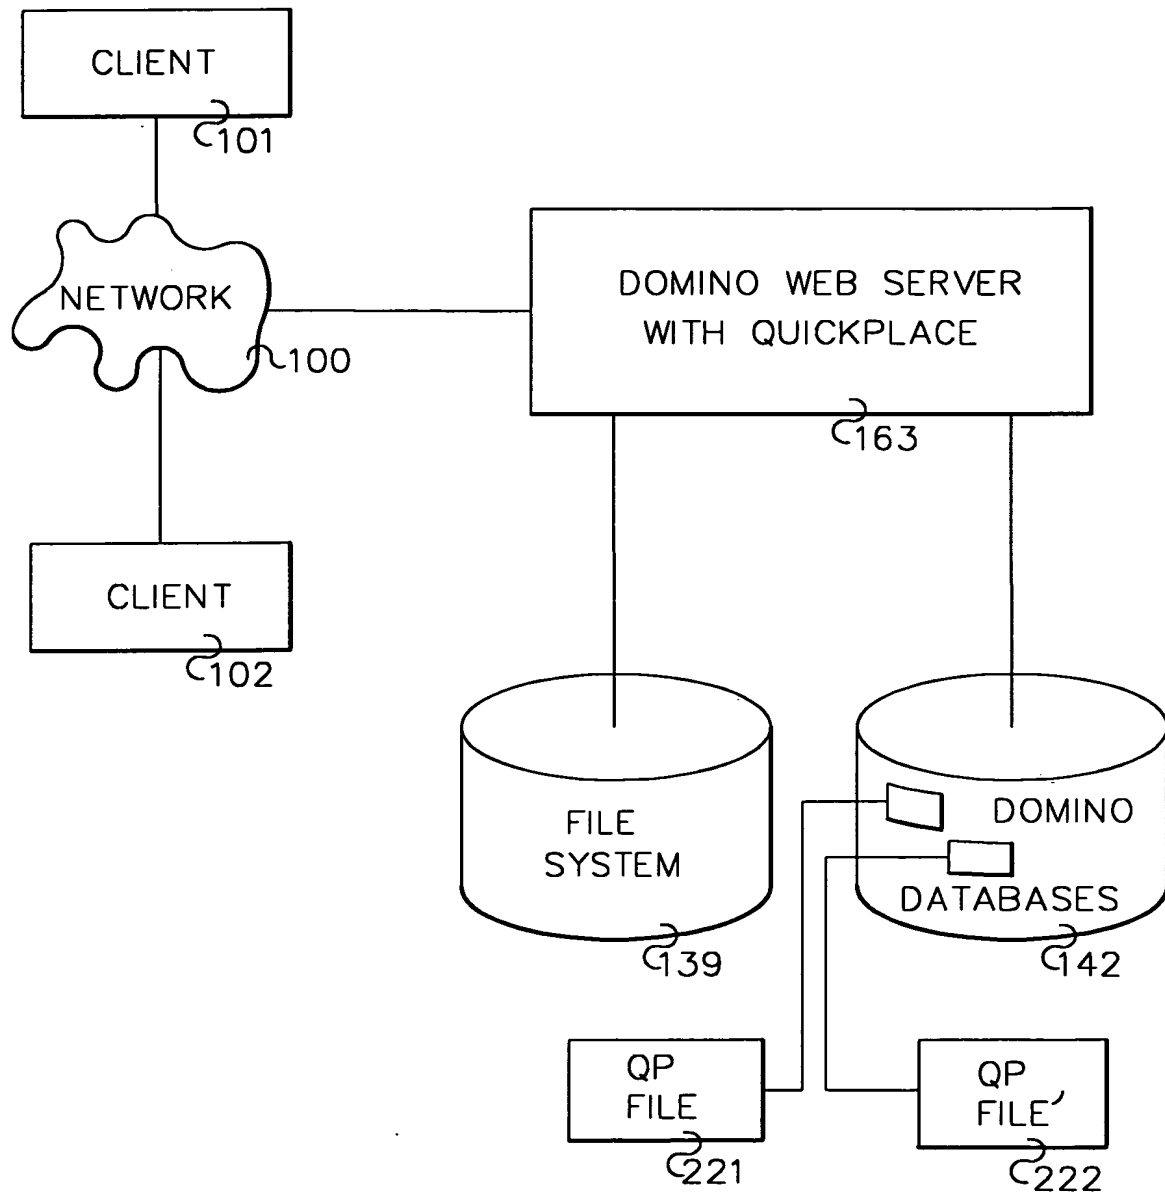 CLIENT
101
NETWORK
100
DOMINO WEB SERVER
WITH QUICKPLACE
163
CLIENT
102
FILE
SYSTEM
139
DOMINO
DATABASES
142
QP
FILE
221
QP
FILE'
222